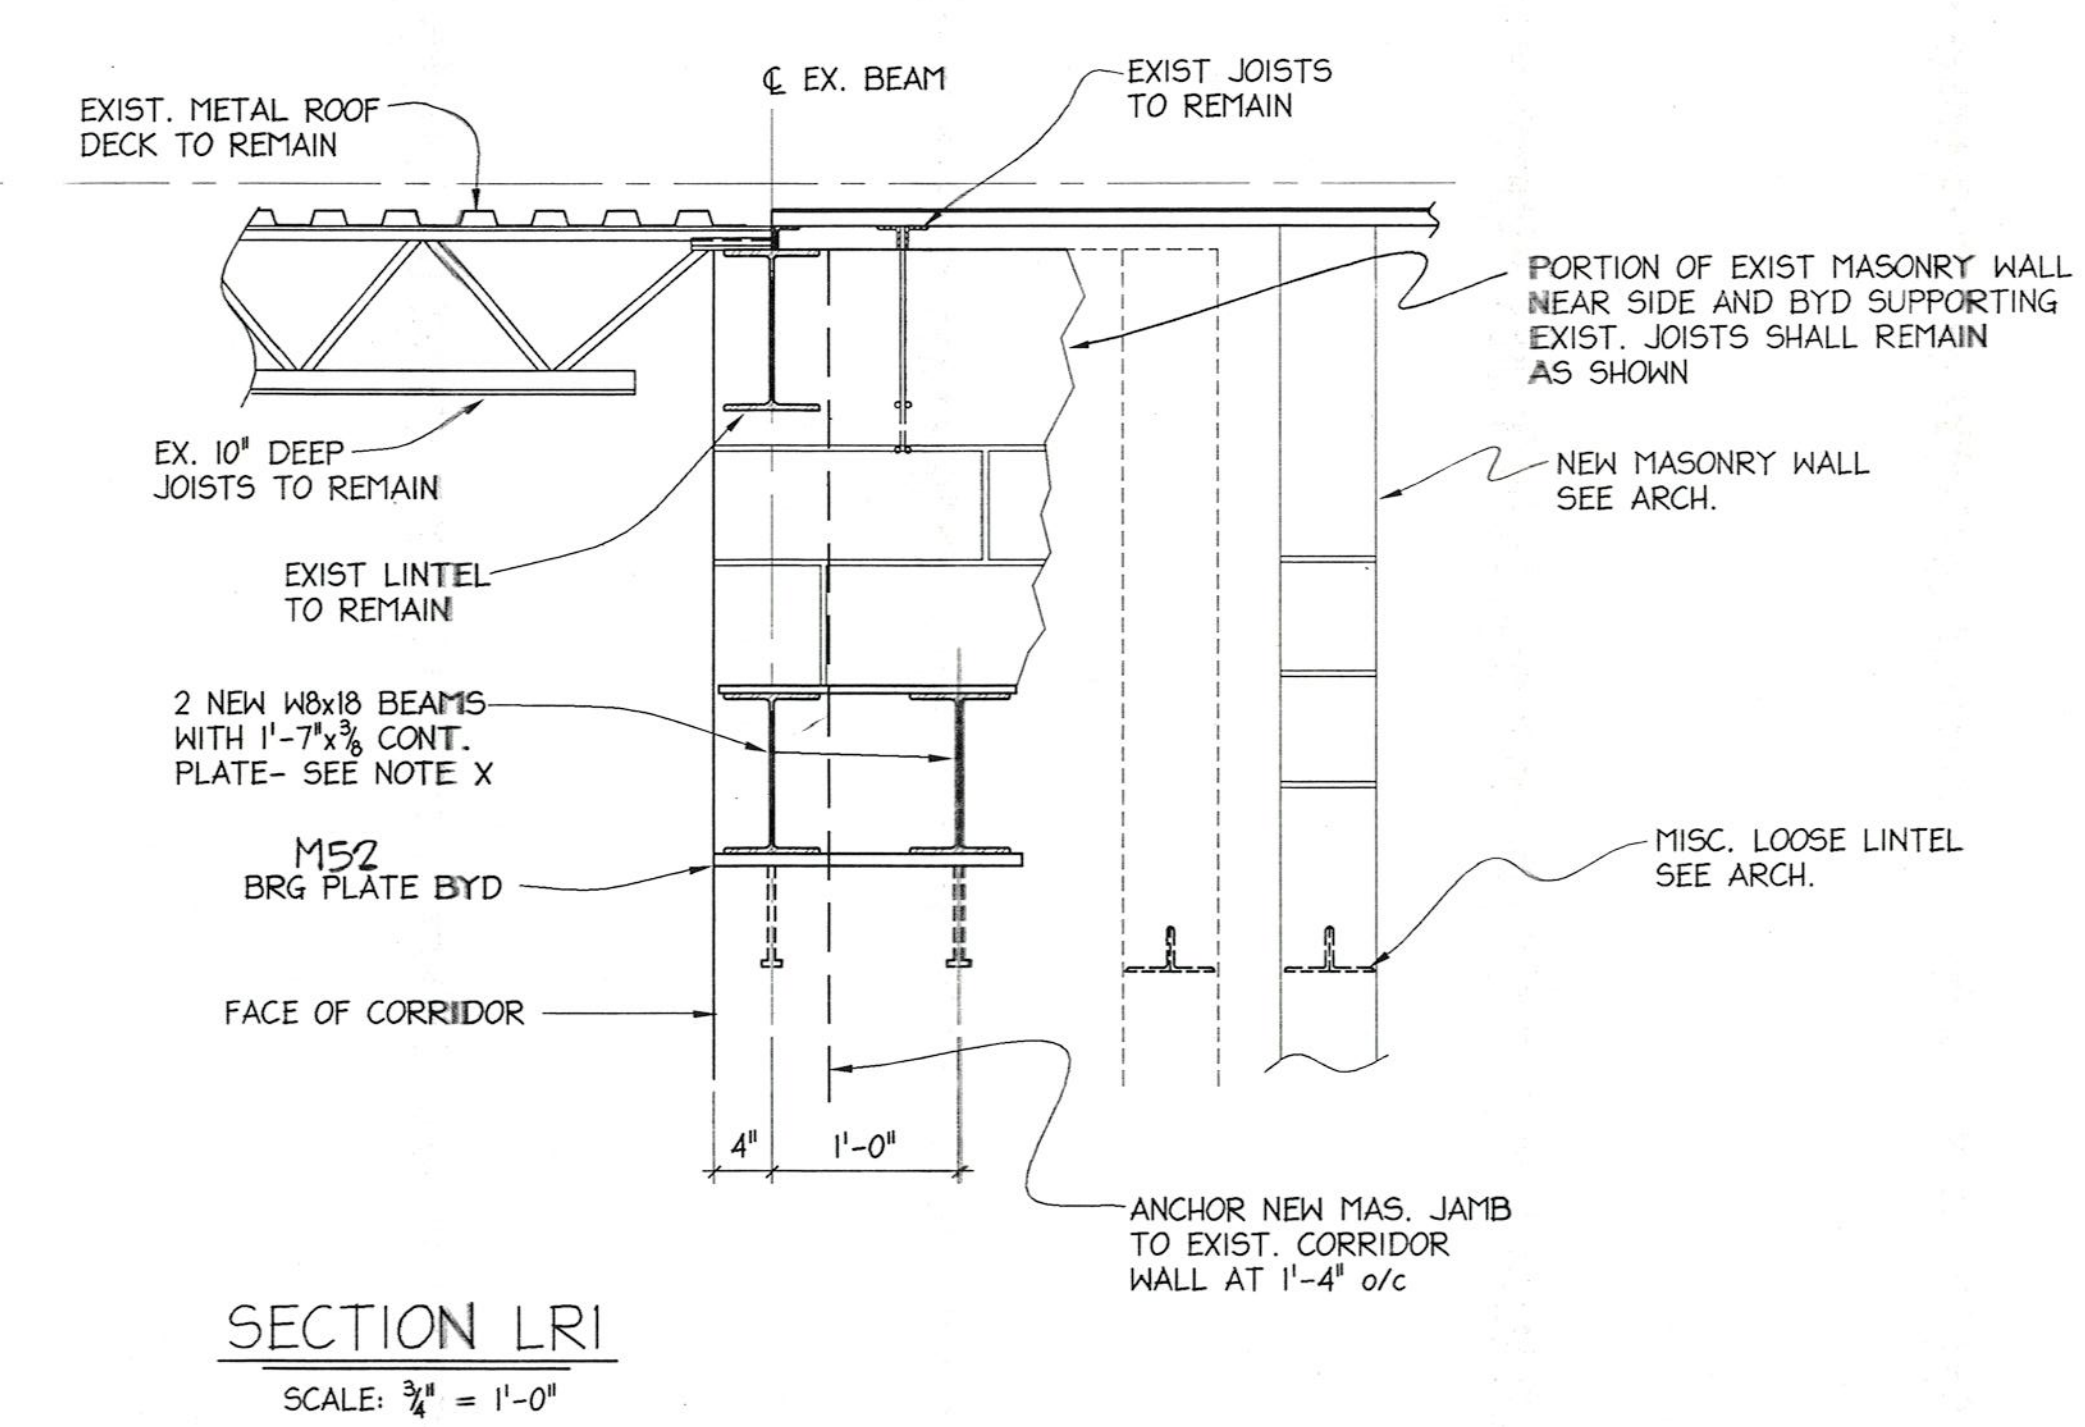 ℄ EX. BEAM
EXIST JOISTS
TO REMAIN
EXIST. METAL ROOF
DECK TO REMAIN
PORTION OF EXIST MASONRY WALL
NEAR SIDE AND BYD SUPPORTING
EXIST. JOISTS SHALL REMAIN
AS SHOWN
EX. 10" DEEP
JOISTS TO REMAIN
NEW MASONRY WALL
SEE ARCH.
EXIST LINTEL
TO REMAIN
2 NEW W8x18 BEAMS
WITH 1'-7"x3/8 CONT.
PLATE- SEE NOTE X
M52
BRG PLATE BYD
MISC. LOOSE LINTEL
SEE ARCH.
FACE OF CORRIDOR
4" 1'-0"
ANCHOR NEW MAS. JAMB
TO EXIST. CORRIDOR
WALL AT 1'-4" o/c
SECTION LR1
SCALE: 3/4" = 1'-0"